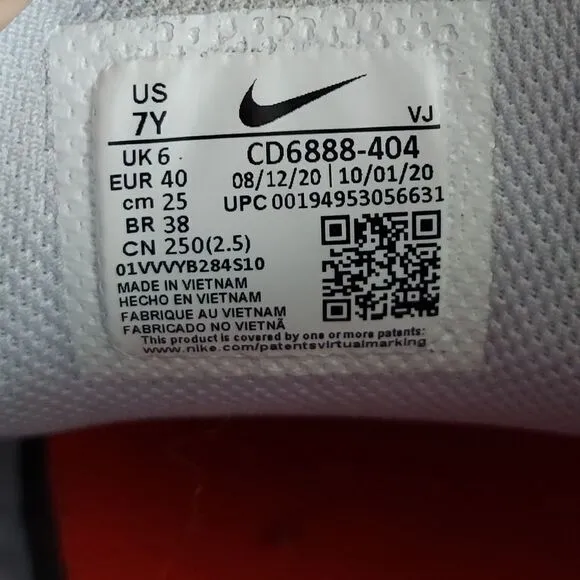 US
7Y
VJ
UK 6
CD6888-404
EUR 40
08/12/20 | 10/01/20
cm 25
UPC 00194953056631
BR 38
CN 250(2.5)
01VVVYB284S10
MADE IN VIETNAM
HECHO EN VIETNAM
FABRIQUE AU VIETNAM
FABRICADO NO VIETNÃ
This product is covered by one or more patents:
www.nike.com/patentsvirtualmarking